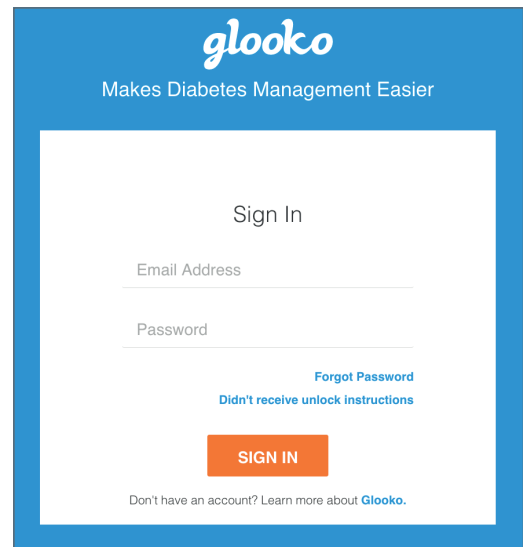 glooko
Makes Diabetes Management Easier
Sign In
Email Address
Password
Forgot Password
Didn't receive unlock instructions
SIGN IN
Don't have an account? Learn more about Glooko.